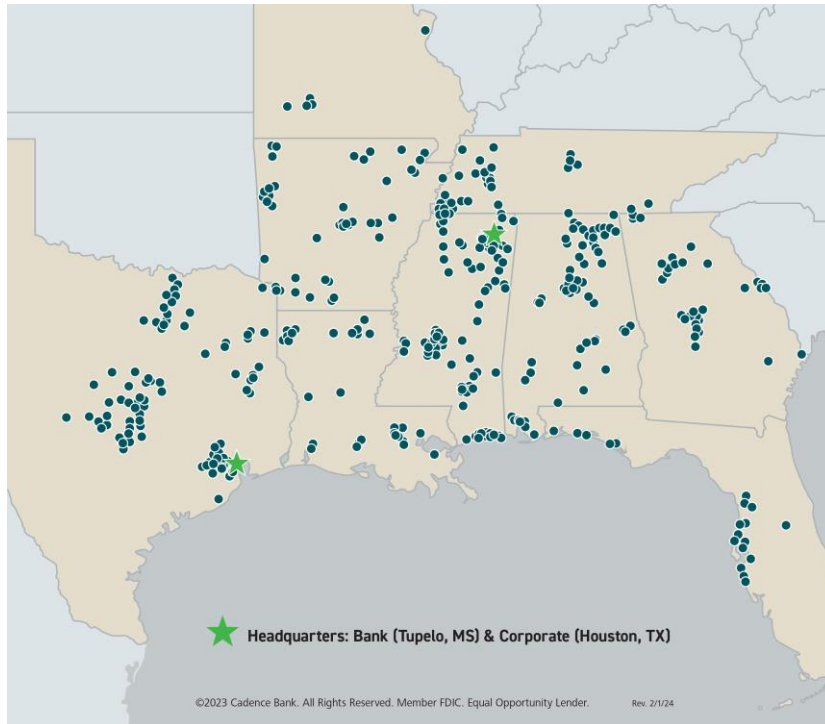 Headquarters: Bank (Tupelo, MS) & Corporate (Houston, TX)
©2023 Cadence Bank. All Rights Reserved. Member FDIC. Equal Opportunity Lender. Rev. 2/1/24